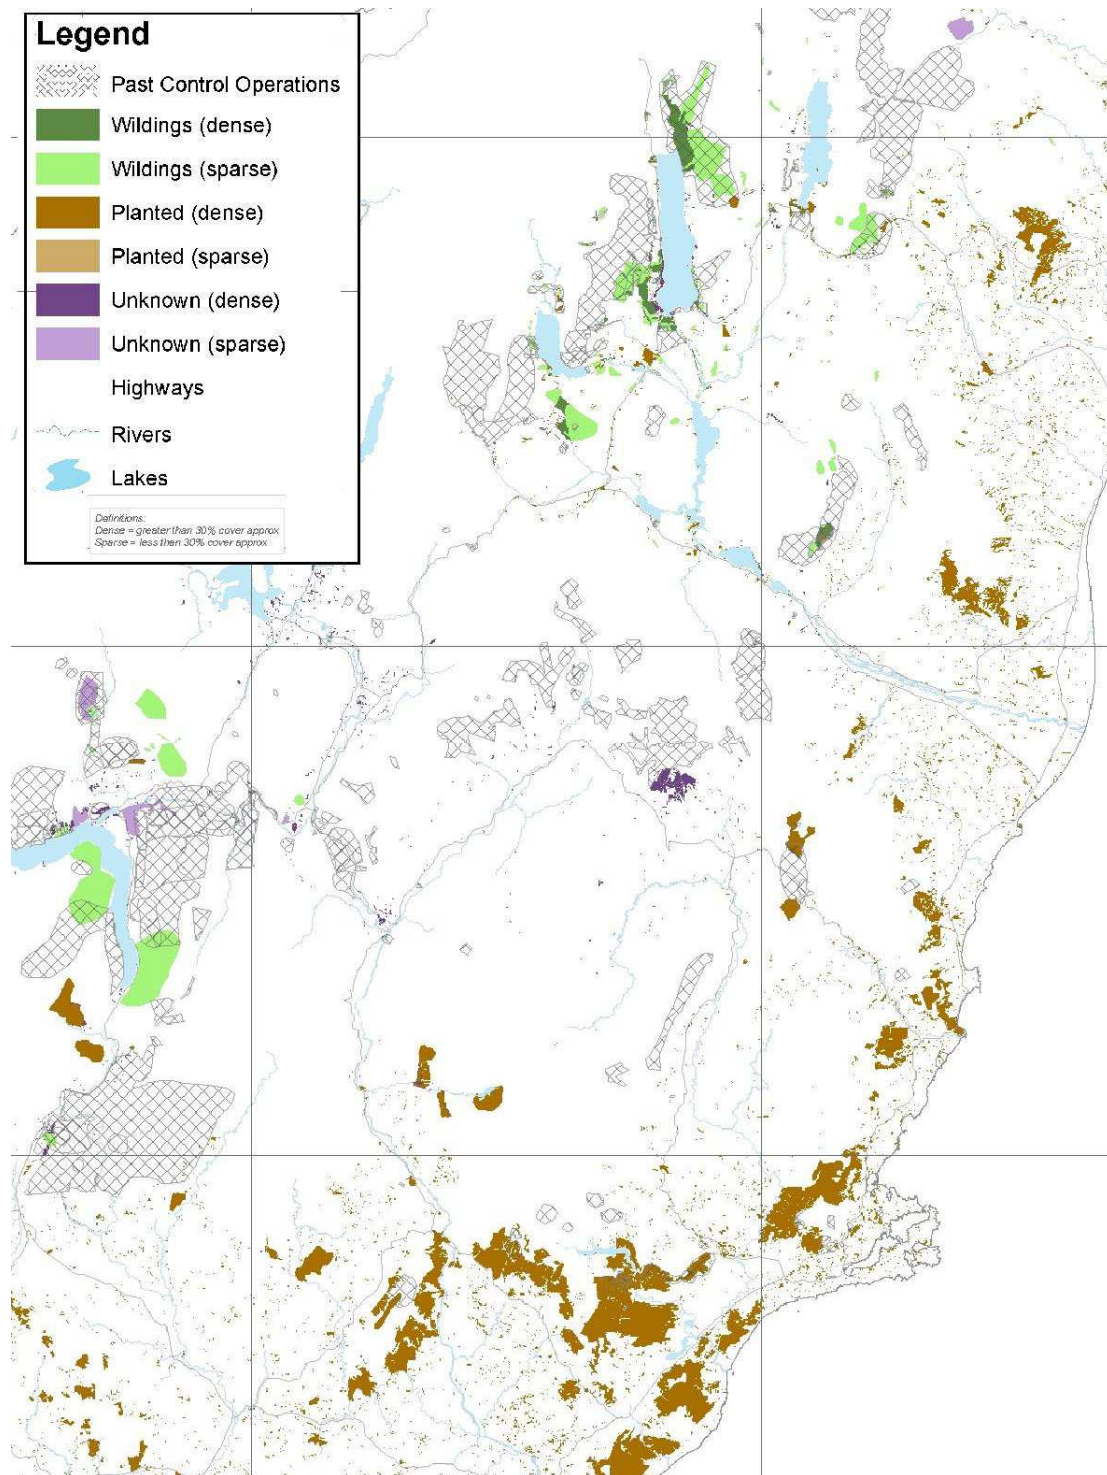 Legend
Past Control Operations
Wildings (dense)
Wildings (sparse)
Planted (dense)
Planted (sparse)
Unknown (dense)
Unknown (sparse)
Highways
Rivers
Lakes
Definitions:
Dense = greater than 30% cover approx
Sparse = less than 30% cover approx